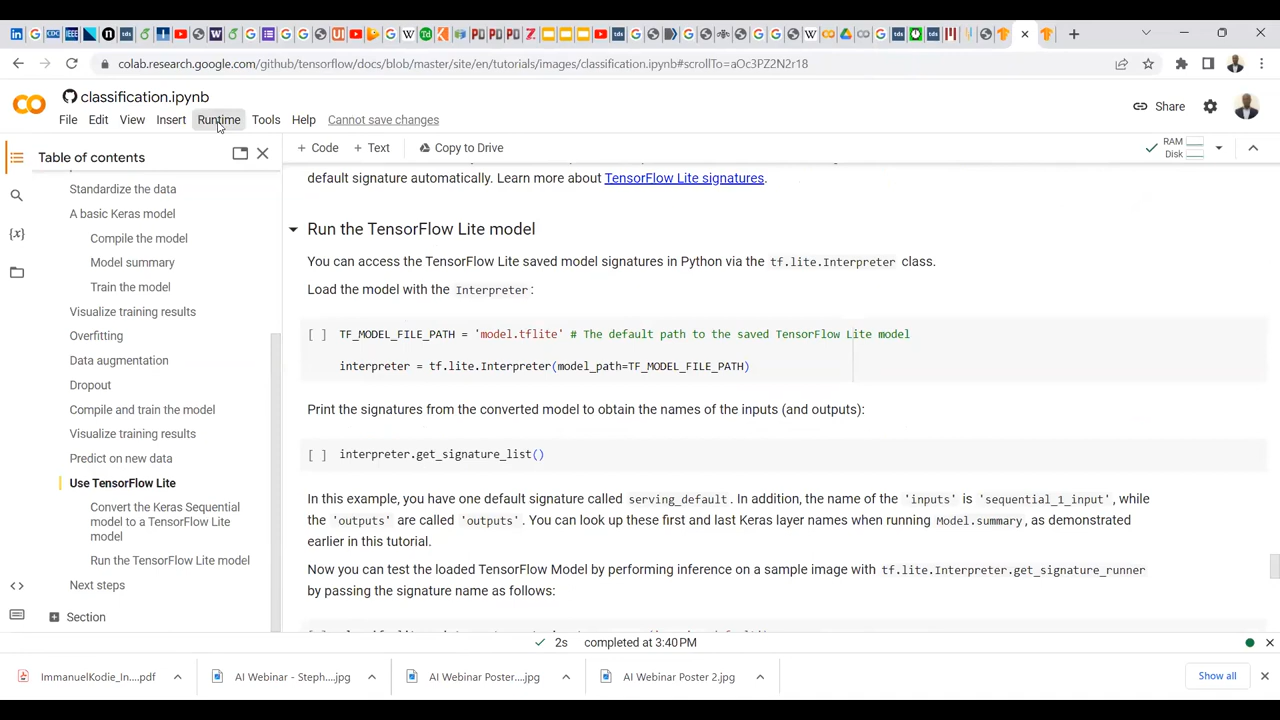 colab.research.google.com/github/tensorflow/docs/blob/master/site/en/tutorials/images/classification.ipynb#scrollTo=aOc3PZ2N2r18
classification.ipynb
File Edit View Insert Runtime Tools Help Cannot save changes
Share
Table of contents
+ Code + Text Copy to Drive
RAM
Disk
Standardize the data
A basic Keras model
Compile the model
Model summary
Train the model
Visualize training results
Overfitting
Data augmentation
Dropout
Compile and train the model
Visualize training results
Predict on new data
Use TensorFlow Lite
Convert the Keras Sequential
model to a TensorFlow Lite
model
Run the TensorFlow Lite model
Next steps
Section
default signature automatically. Learn more about TensorFlow Lite signatures.
Run the TensorFlow Lite model
You can access the TensorFlow Lite saved model signatures in Python via the tf.lite.Interpreter class.
Load the model with the Interpreter:
[ ] TF_MODEL_FILE_PATH = 'model.tflite' # The default path to the saved TensorFlow Lite model
interpreter = tf.lite.Interpreter(model_path=TF_MODEL_FILE_PATH)
Print the signatures from the converted model to obtain the names of the inputs (and outputs):
[ ] interpreter.get_signature_list()
In this example, you have one default signature called serving_default. In addition, the name of the 'inputs' is 'sequential_1_input', while
the 'outputs' are called 'outputs'. You can look up these first and last Keras layer names when running Model.summary, as demonstrated
earlier in this tutorial.
Now you can test the loaded TensorFlow Model by performing inference on a sample image with tf.lite.Interpreter.get_signature_runner
by passing the signature name as follows:
2s completed at 3:40 PM
ImmanuelKodie_In....pdf
AI Webinar - Steph....jpg
AI Webinar Poster....jpg
AI Webinar Poster 2.jpg
Show all